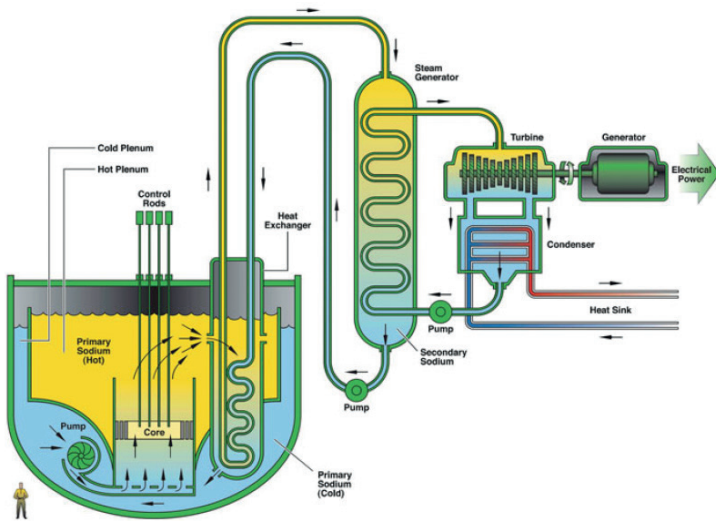 Steam
Generator
Turbine
Generator
Electrical
Power
Cold Plenum
Hot Plenum
Control
Rods
Heat
Exchanger
Condenser
Heat Sink
Pump
Primary
Sodium
(Hot)
Secondary
Sodium
Pump
Pump
Core
Primary
Sodium
(Cold)